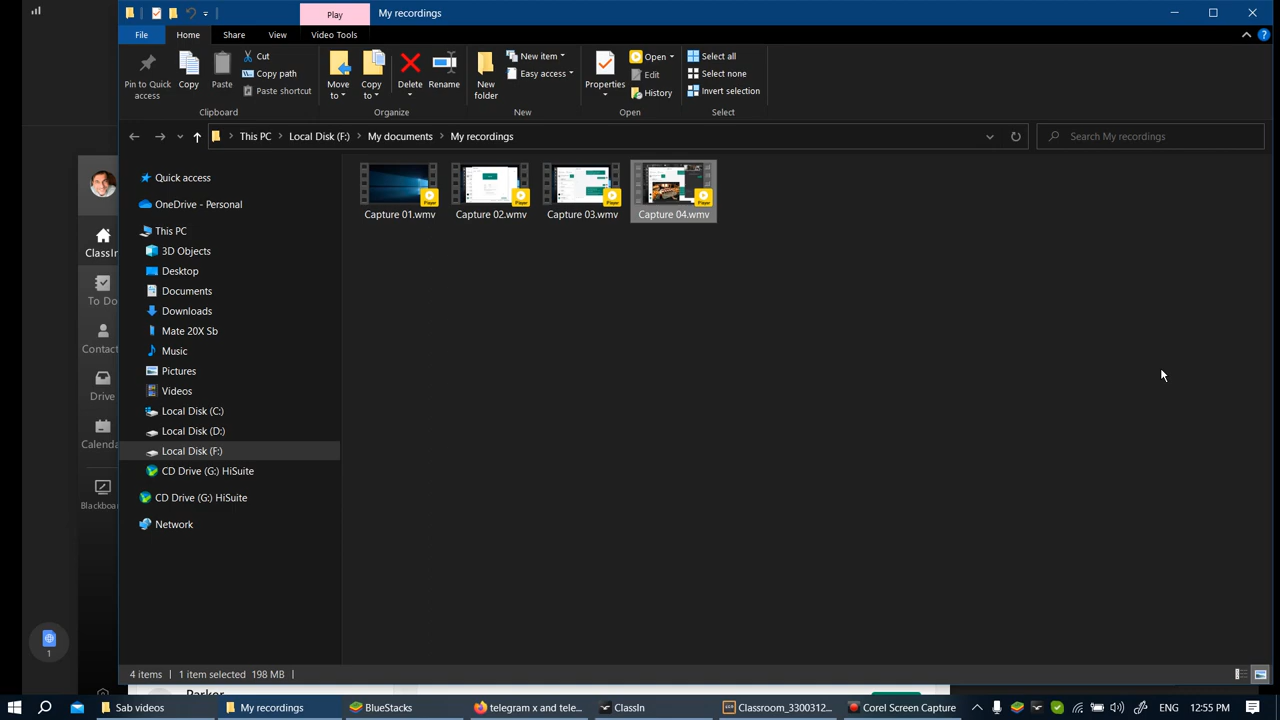 Play
My recordings
File
Home
Share
View
Video Tools
Pin to Quick access
Copy
Paste
Cut
Copy path
Paste shortcut
Clipboard
Move to
Copy to
Delete
Rename
Organize
New folder
New item
Easy access
New
Properties
Open
Edit
History
Open
Select all
Select none
Invert selection
Select
This PC
Local Disk (F:)
My documents
My recordings
Search My recordings
Quick access
OneDrive - Personal
This PC
3D Objects
Desktop
Documents
Downloads
Mate 20X Sb
Music
Pictures
Videos
Local Disk (C:)
Local Disk (D:)
Local Disk (F:)
CD Drive (G:) HiSuite
CD Drive (G:) HiSuite
Network
Capture 01.wmv
Capture 02.wmv
Capture 03.wmv
Capture 04.wmv
ClassIn
To Do
Contact
Drive
Calenda
Blackboa
1
4 items
1 item selected 198 MB
Parker
Sab videos
My recordings
BlueStacks
telegram x and tele...
ClassIn
Classroom_3300312...
Corel Screen Capture
ENG
12:55 PM